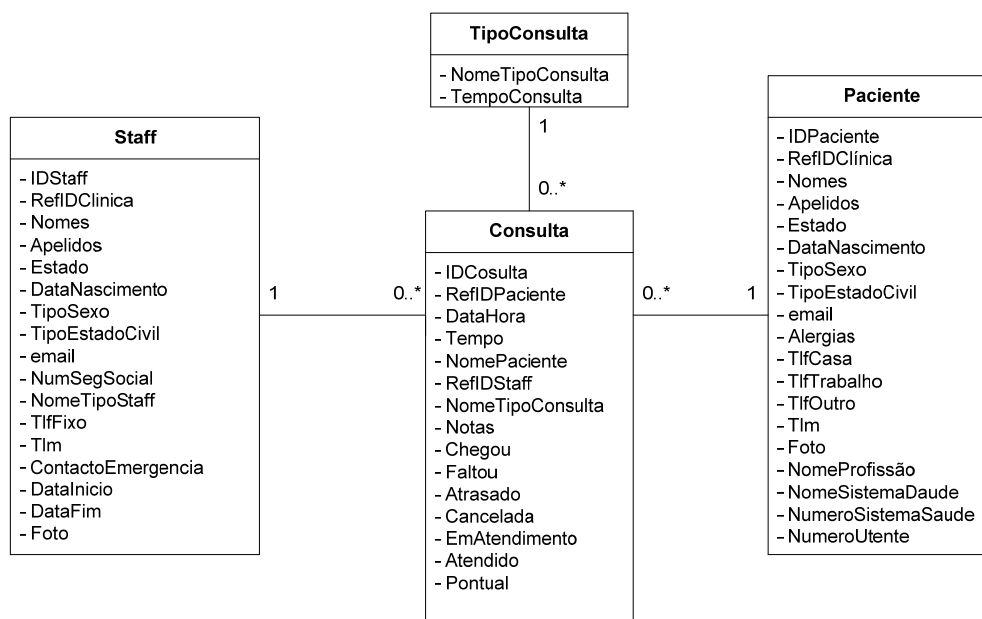 TipoConsulta
- NomeTipoConsulta
- TempoConsulta
1
0..*
Staff
- IDStaff
- RefIDClinica
- Nomes
- Apelidos
- Estado
- DataNascimento
- TipoSexo
- TipoEstadoCivil
- email
- NumSegSocial
- NomeTipoStaff
- TlfFixo
- Tlm
- ContactoEmergencia
- DataInicio
- DataFim
- Foto
1
0..*
Consulta
- IDCosulta
- RefIDPaciente
- DataHora
- Tempo
- NomePaciente
- RefIDStaff
- NomeTipoConsulta
- Notas
- Chegou
- Faltou
- Atrasado
- Cancelada
- EmAtendimento
- Atendido
- Pontual
0..*
1
Paciente
- IDPaciente
- RefIDClínica
- Nomes
- Apelidos
- Estado
- DataNascimento
- TipoSexo
- TipoEstadoCivil
- email
- Alergias
- TlfCasa
- TlfTrabalho
- TlfOutro
- Tlm
- Foto
- NomeProfissão
- NomeSistemaDaude
- NumeroSistemaSaude
- NumeroUtente